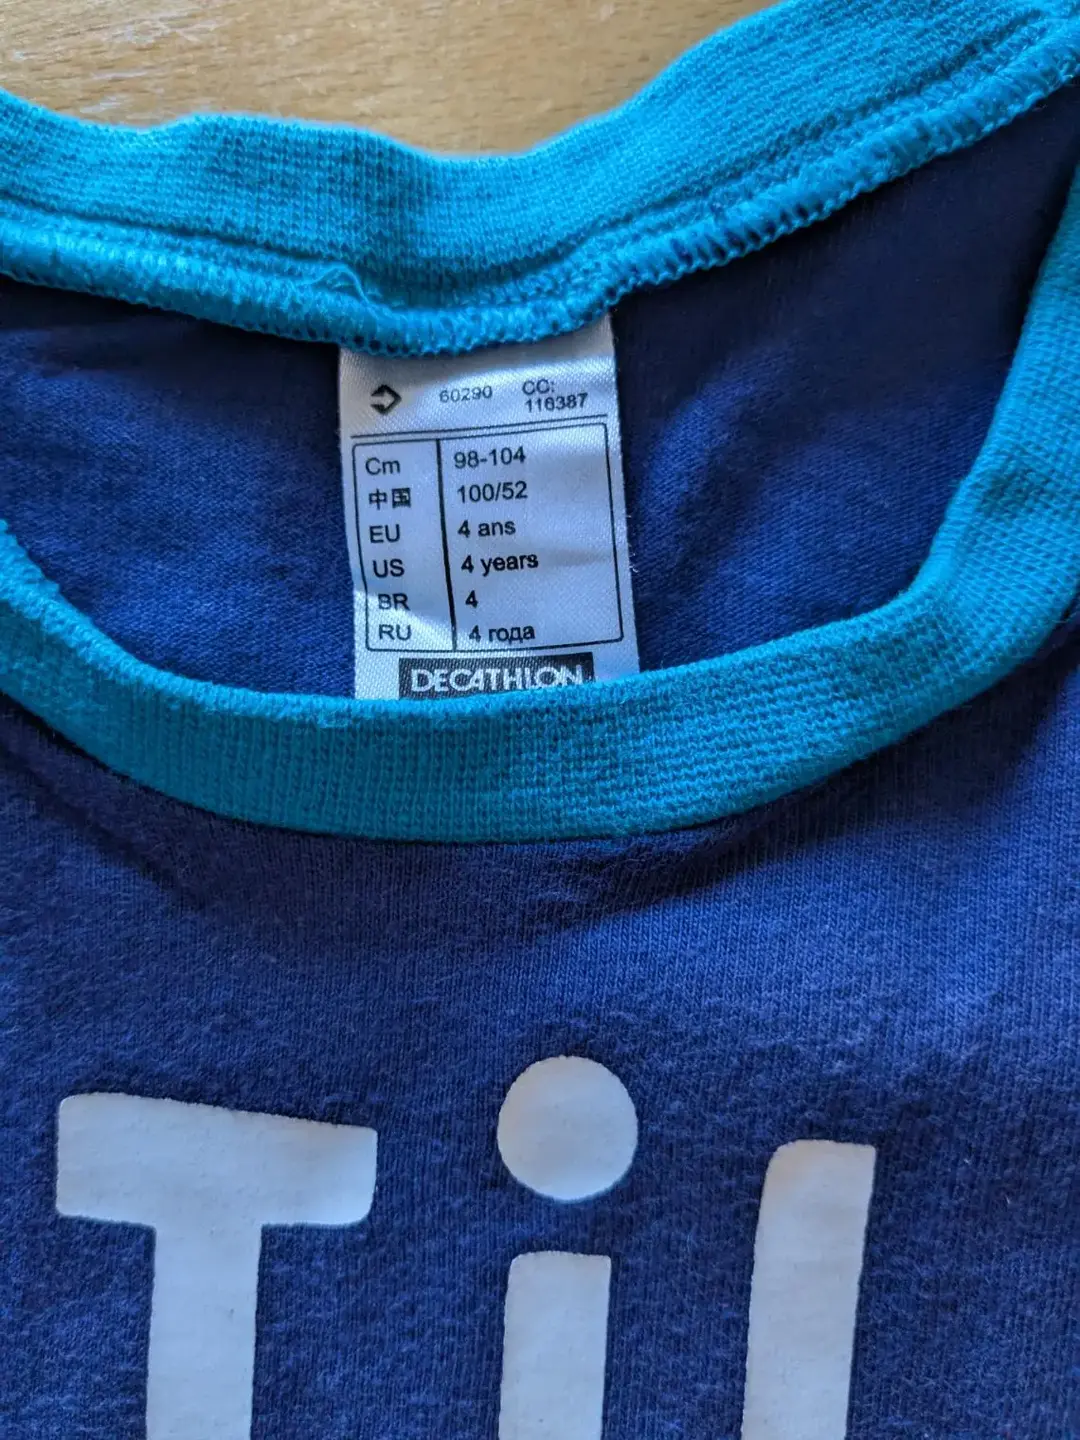 60290 CC:
116387
Cm 98-104
中国 100/52
EU 4 ans
US 4 years
BR 4
RU 4 года
DECATHLON
Til